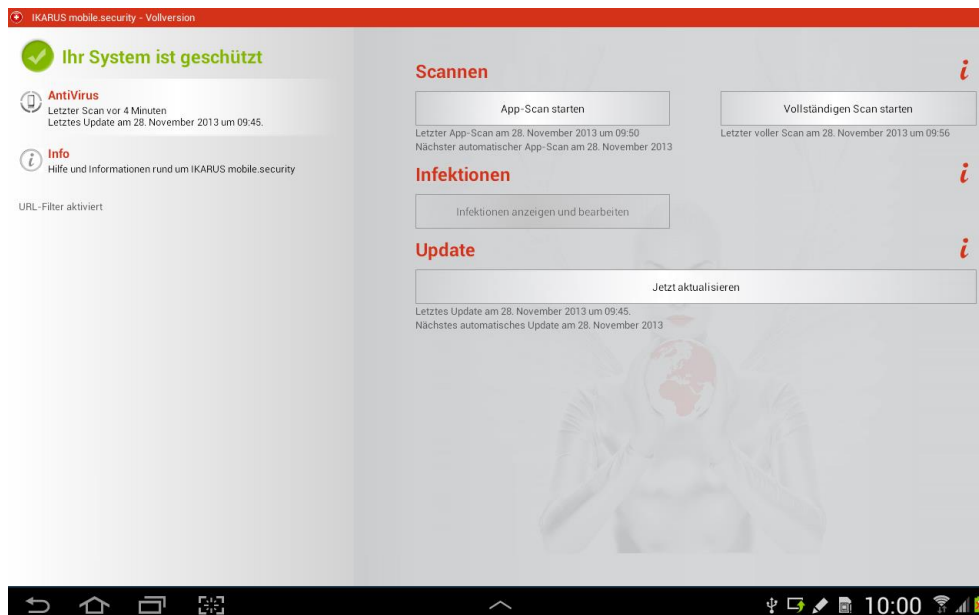 IKARUS mobile.security - Vollversion
Ihr System ist geschützt
AntiVirus
Letzter Scan vor 4 Minuten
Letztes Update am 28. November 2013 um 09:45.
Info
Hilfe und Informationen rund um IKARUS mobile.security
URL-Filter aktiviert
Scannen
App-Scan starten
Vollständigen Scan starten
Letzter App-Scan am 28. November 2013 um 09:50
Letzter voller Scan am 28. November 2013 um 09:56
Nächster automatischer App-Scan am 28. November 2013
Infektionen
Infektionen anzeigen und bearbeiten
Update
Jetzt aktualisieren
Letztes Update am 28. November 2013 um 09:45.
Nächstes automatisches Update am 28. November 2013
10:00